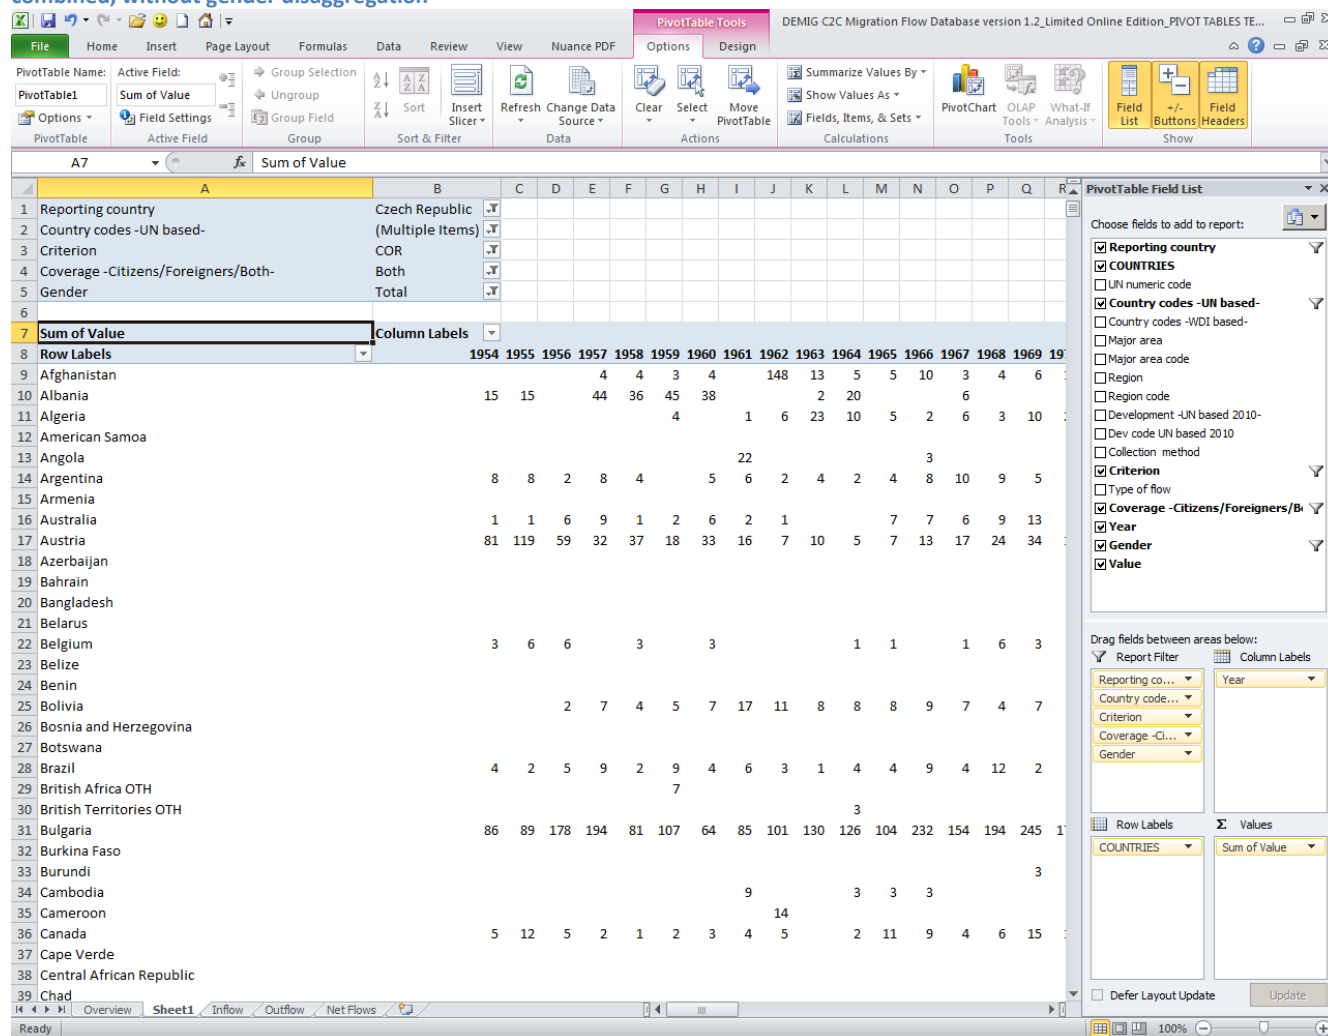 combined, without gender disaggregation
PivotTable Tools
DEMIG C2C Migration Flow Database version 1.2_Limited Online Edition_PIVOT TABLES TE...
File Home Insert Page Layout Formulas Data Review View Nuance PDF Options Design
PivotTable Name: Active Field: Group Selection Summarize Values By
PivotTable1 Sum of Value Ungroup Sort Insert Slicer Refresh Change Data Source Clear Select Move PivotTable Show Values As PivotChart OLAP Tools What-If Analysis Field List +/- Buttons Field Headers
Options Field Settings Group Field Fields, Items, & Sets
PivotTable Active Field Group Sort & Filter Data Actions Calculations Tools Show
A7 fx Sum of Value
A B C D E F G H I J K L M N O P Q R
1 Reporting country Czech Republic
2 Country codes -UN based- (Multiple Items)
3 Criterion COR
4 Coverage -Citizens/Foreigners/Both- Both
5 Gender Total
6
7 Sum of Value Column Labels
8 Row Labels 1954 1955 1956 1957 1958 1959 1960 1961 1962 1963 1964 1965 1966 1967 1968 1969 19
9 Afghanistan 4 4 3 4 148 13 5 5 10 3 4 6
10 Albania 15 15 44 36 45 38 2 20 6
11 Algeria 4 1 6 23 10 5 2 6 3 10
12 American Samoa
13 Angola 22 3
14 Argentina 8 8 2 8 4 5 6 2 4 2 4 8 10 9 5
15 Armenia
16 Australia 1 1 6 9 1 2 6 2 1 7 7 6 9 13
17 Austria 81 119 59 32 37 18 33 16 7 10 5 7 13 17 24 34
18 Azerbaijan
19 Bahrain
20 Bangladesh
21 Belarus
22 Belgium 3 6 6 3 3 1 1 1 6 3
23 Belize
24 Benin
25 Bolivia 2 7 4 5 7 17 11 8 8 8 9 7 4 7
26 Bosnia and Herzegovina
27 Botswana
28 Brazil 4 2 5 9 2 9 4 6 3 1 4 4 9 4 12 2
29 British Africa OTH 7
30 British Territories OTH 3
31 Bulgaria 86 89 178 194 81 107 64 85 101 130 126 104 232 154 194 245 1
32 Burkina Faso
33 Burundi 3
34 Cambodia 9 3 3 3
35 Cameroon 14
36 Canada 5 12 5 2 1 2 3 4 5 2 11 9 4 6 15
37 Cape Verde
38 Central African Republic
39 Chad
Overview Sheet1 Inflow Outflow Net Flows
Ready 100%
PivotTable Field List
Choose fields to add to report:
Reporting country
COUNTRIES
UN numeric code
Country codes -UN based-
Country codes -WDI based-
Major area
Major area code
Region
Region code
Development -UN based 2010-
Dev code UN based 2010
Collection method
Criterion
Type of flow
Coverage -Citizens/Foreigners/B
Year
Gender
Value
Drag fields between areas below:
Report Filter Column Labels
Reporting co... Year
Country code...
Criterion
Coverage -Ci...
Gender
Row Labels Σ Values
COUNTRIES Sum of Value
Defer Layout Update Update